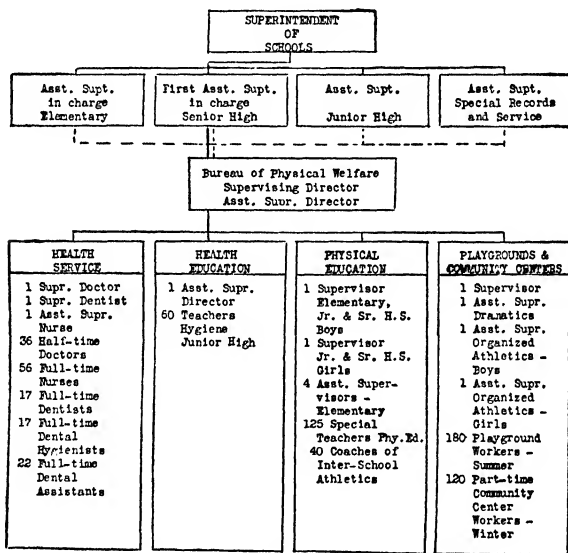 SUPERINTENDENT
OF
SCHOOLS
Asst. Supt.
in charge
Elementary
First Asst. Supt.
in charge
Senior High
Asst. Supt.
Junior High
Asst. Supt.
Special Records
and Service
Bureau of Physical Welfare
Supervising Director
Asst. Supr. Director
HEALTH
SERVICE
1 Supr. Doctor
1 Supr. Dentist
1 Asst. Supr.
Nurse
36 Half-time
Doctors
56 Full-time
Nurses
17 Full-time
Dentists
17 Full-time
Dental
Hygienists
22 Full-time
Dental
Assistants
HEALTH
EDUCATION
1 Asst. Supr.
Director
60 Teachers
Hygiene
Junior High
PHYSICAL
EDUCATION
1 Supervisor
Elementary,
Jr. & Sr. H.S.
Boys
1 Supervisor
Jr. & Sr. H.S.
Girls
4 Asst. Super-
visors -
Elementary
125 Special
Teachers Phy.Ed.
40 Coaches of
Inter-School
Athletics
PLAYGROUNDS &
COMMUNITY CENTERS
1 Supervisor
1 Asst. Supr.
Dramatics
1 Asst. Supr.
Organized
Athletics -
Boys
1 Asst. Supr.
Organized
Athletics -
Girls
180 Playground
Workers -
Summer
120 Part-time
Community
Center
Workers -
Winter